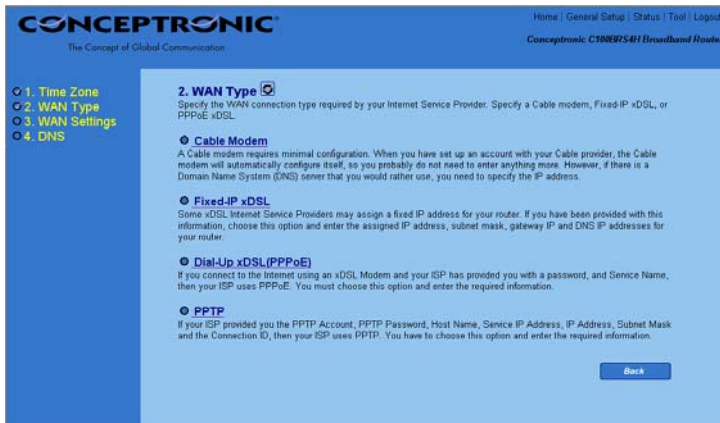 CONCEPTRONIC
The Concept of Global Communication
Home | General Setup | Status | Tool | Logout
Conceptronic C100BRS4H Broadband Route
1. Time Zone
2. WAN Type
3. WAN Settings
4. DNS
2. WAN Type
Specify the WAN connection type required by your Internet Service Provider. Specify a Cable modem, Fixed-IP xDSL, or
PPPoE xDSL
Cable Modem
A Cable modem requires minimal configuration. When you have set up an account with your Cable provider, the Cable
modem will automatically configure itself, so you probably do not need to enter anything more. However, if there is a
Domain Name System (DNS) server that you would rather use, you need to specify the IP address.
Fixed-IP xDSL
Some xDSL Internet Service Providers may assign a fixed IP address for your router. If you have been provided with this
information, choose this option and enter the assigned IP address, subnet mask, gateway IP and DNS IP addresses for
your router.
Dial-Up xDSL(PPPoE)
If you connect to the Internet using an xDSL Modem and your ISP has provided you with a password, and Service Name,
then your ISP uses PPPoE. You must choose this option and enter the required information.
PPTP
If your ISP provided you the PPTP Account, PPTP Password, Host Name, Service IP Address, IP Address, Subnet Mask
and the Connection ID, then your ISP uses PPTP. You have to choose this option and enter the required information.
Back